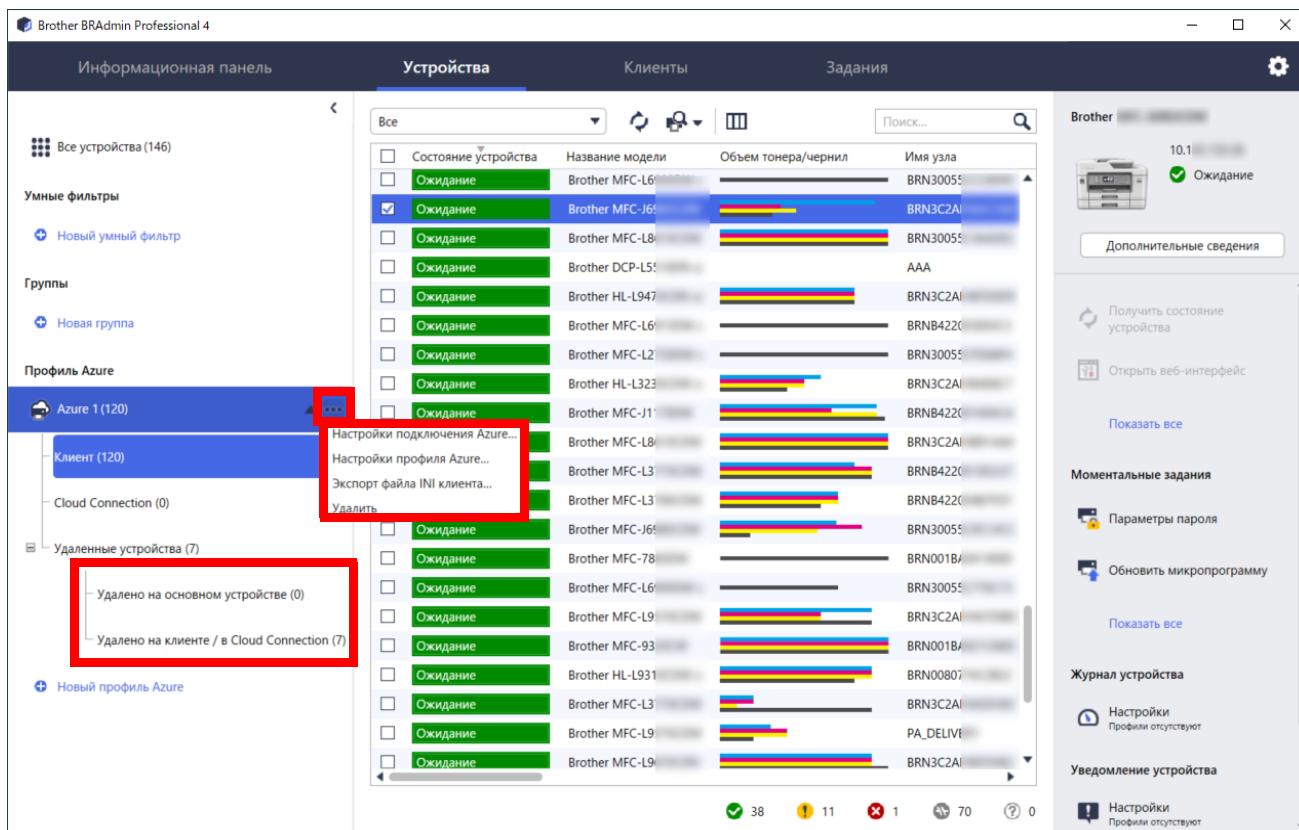 Brother BRAdmin Professional 4
Информационная панель
Устройства
Клиенты
Задания
Все устройства (146)
Умные фильтры
Новый умный фильтр
Группы
Новая группа
Профиль Azure
Azure 1 (120)
Клиент (120)
Cloud Connection (0)
Удаленные устройства (7)
Удалено на основном устройстве (0)
Удалено на клиенте / в Cloud Connection (7)
Новый профиль Azure
Настройки подключения Azure...
Настройки профиля Azure...
Экспорт файла INI клиента...
Удалить
Все
Поиск...
Состояние устройства Название модели Объем тонера/чернил Имя узла
Ожидание Brother MFC-L6 BRN30055
Ожидание Brother MFC-J69 BRN3C2A
Ожидание Brother MFC-L8 BRN30055
Ожидание Brother DCP-L55 AAA
Ожидание Brother HL-L947 BRN3C2A
Ожидание Brother MFC-L6 BRNB4220
Ожидание Brother MFC-L2 BRN30055
Ожидание Brother HL-L323 BRN3C2A
Ожидание Brother MFC-J1 BRNB4220
Ожидание Brother MFC-L8 BRN3C2A
Ожидание Brother MFC-L3 BRNB4220
Ожидание Brother MFC-L3 BRNB4220
Ожидание Brother MFC-J69 BRN30055
Ожидание Brother MFC-78 BRN001BA
Ожидание Brother MFC-L6 BRN30055
Ожидание Brother MFC-L9 BRN3C2A
Ожидание Brother MFC-93 BRN001BA
Ожидание Brother HL-L931 BRN00807
Ожидание Brother MFC-L3 BRN3C2A
Ожидание Brother MFC-L9 PA_DELIVE
Ожидание Brother MFC-L9 BRN3C2A
38 11 1 70 0
Brother
10.1
Ожидание
Дополнительные сведения
Получить состояние
устройства
Открыть веб-интерфейс
Показать все
Моментальные задания
Параметры пароля
Обновить микропрограмму
Показать все
Журнал устройства
Настройки
Профили отсутствуют
Уведомление устройства
Настройки
Профили отсутствуют